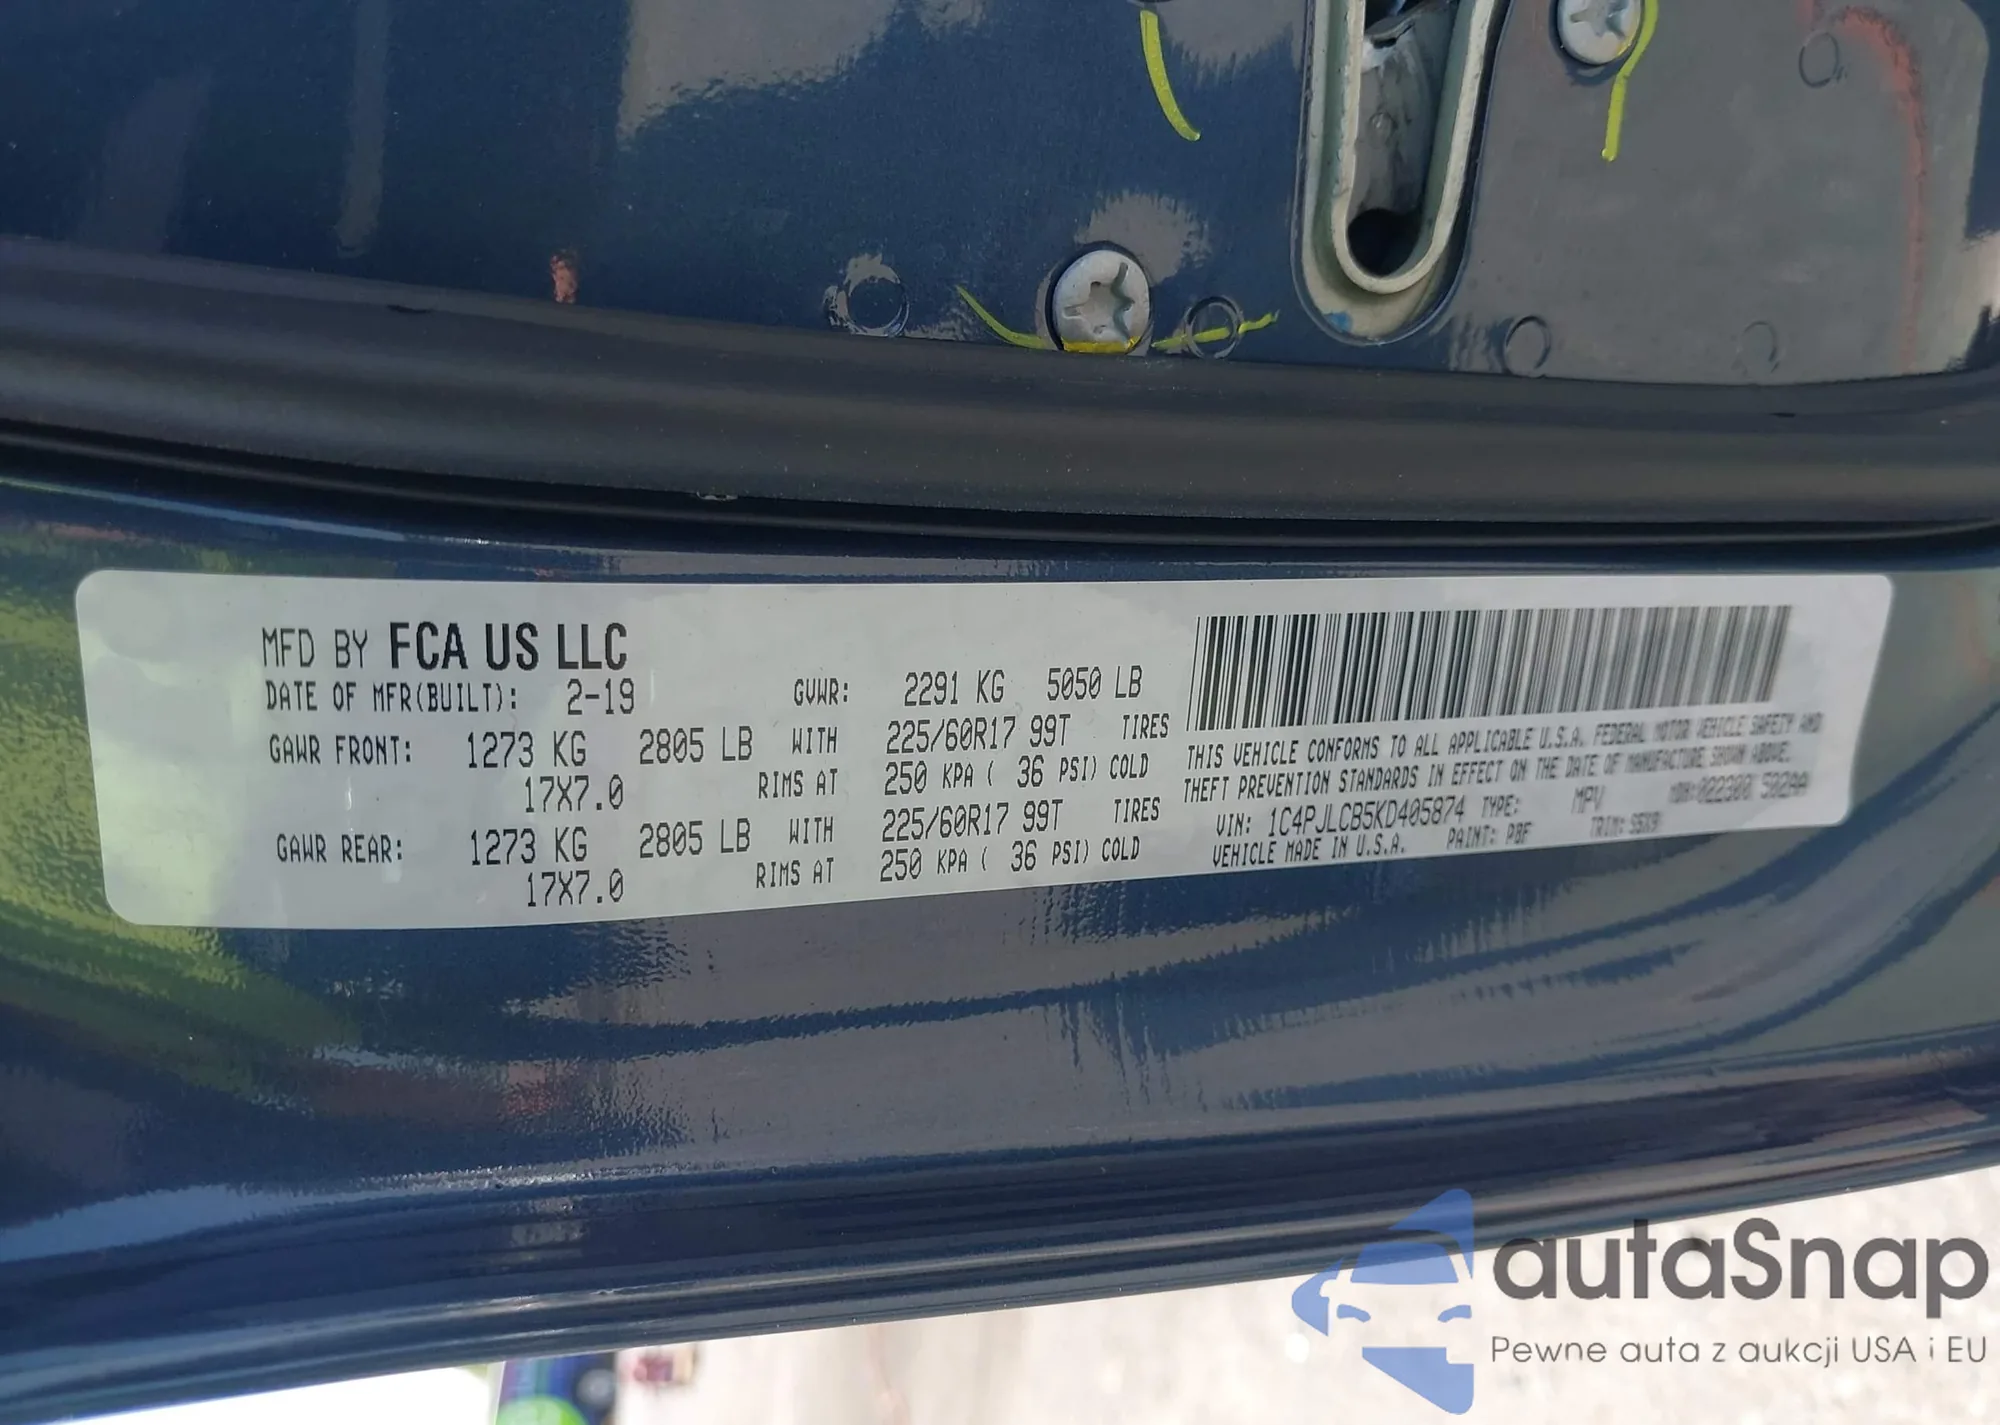 MFD BY FCA US LLC
DATE OF MFR(BUILT): 2-19 GVWR: 2291 KG 5050 LB
GAWR FRONT: 1273 KG 2805 LB WITH 225/60R17 99T TIRES
17X7.0 RIMS AT 250 KPA ( 36 PSI) COLD
GAWR REAR: 1273 KG 2805 LB WITH 225/60R17 99T TIRES
17X7.0 RIMS AT 250 KPA ( 36 PSI) COLD
THIS VEHICLE CONFORMS TO ALL APPLICABLE U.S.A. FEDERAL MOTOR VEHICLE SAFETY AND
THEFT PREVENTION STANDARDS IN EFFECT ON THE DATE OF MANUFACTURE SHOWN ABOVE.
VIN: 1C4PJLCB5KD405874 TYPE: MPV
VEHICLE MADE IN U.S.A. PAINT: PBF TRIM:
autaSnap
Pewne auta z aukcji USA i EU